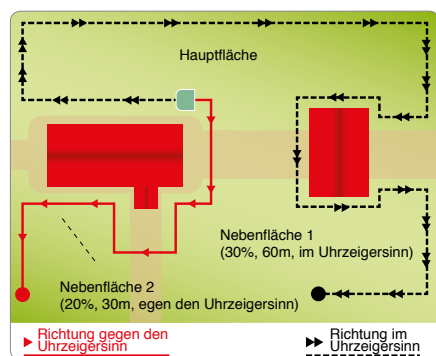 Hauptfläche
Nebenfläche 1
(30%, 60m, im Uhrzeigersinn)
Nebenfläche 2
(20%, 30m, egen den Uhrzeigersinn)
Richtung gegen den
Uhrzeigersinn
Richtung im
Uhrzeigersinn